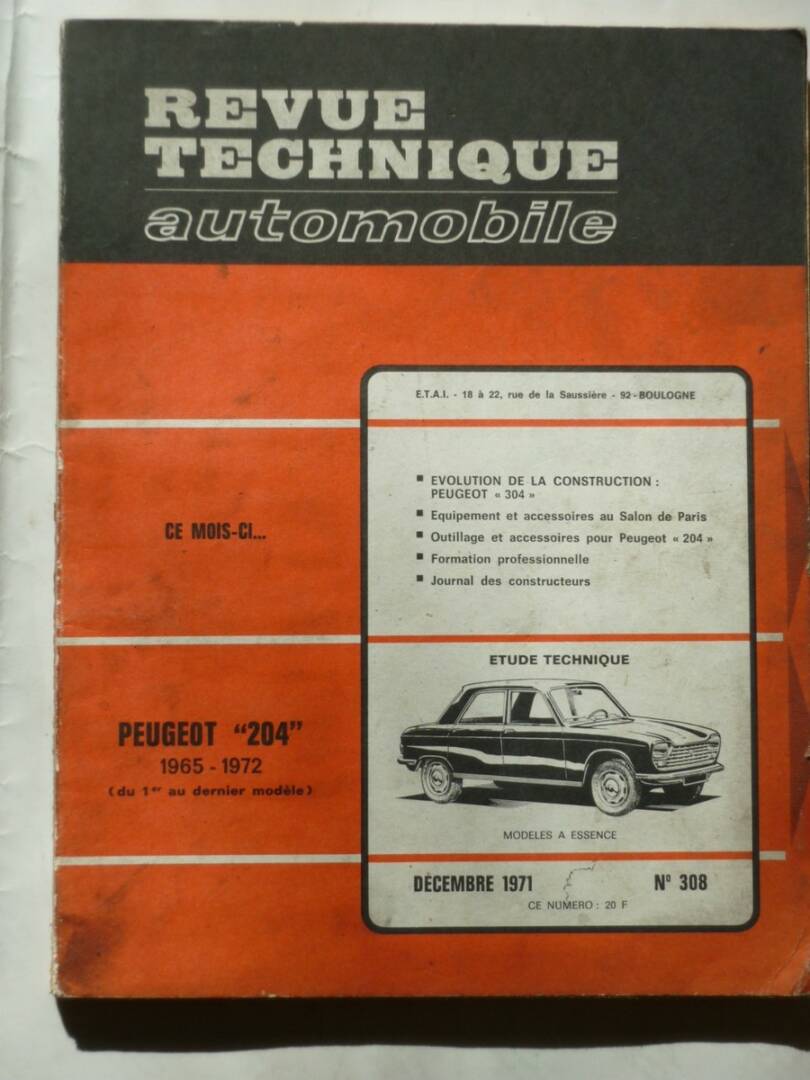 REVUE
TECHNIQUE
automobile
E.T.A.I. - 18 à 22, rue de la Saussière - 92-BOULOGNE
CE MOIS-CI...
■ EVOLUTION DE LA CONSTRUCTION :
PEUGEOT « 304 »
■ Equipement et accessoires au Salon de Paris
■ Outillage et accessoires pour Peugeot « 204 »
■ Formation professionnelle
■ Journal des constructeurs
PEUGEOT "204"
1965 - 1972
(du 1er au dernier modèle)
ETUDE TECHNIQUE
MODELES A ESSENCE
DÉCEMBRE 1971 N° 308
CE NUMERO : 20 F